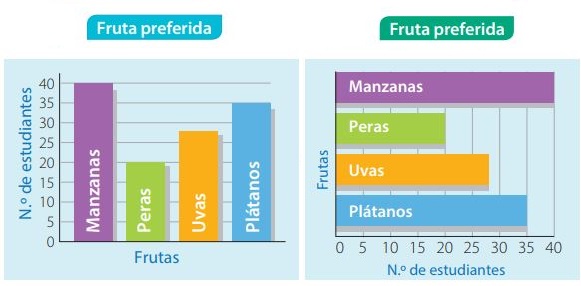 Fruta preferida
N.º de estudiantes
40
35
30
25
20
15
10
5
0
Manzanas
Peras
Uvas
Plátanos
Frutas
Fruta preferida
Frutas
Manzanas
Peras
Uvas
Plátanos
0 5 10 15 20 25 30 35 40
N.º de estudiantes